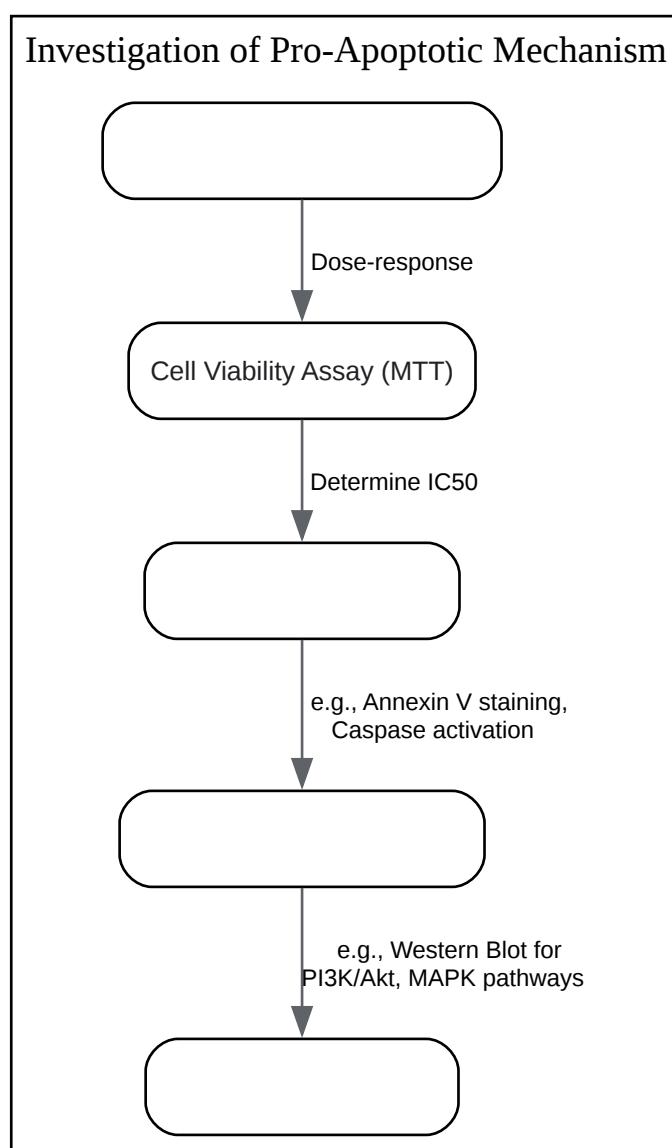 Investigation of Pro-Apoptotic Mechanism
Dose-response
Cell Viability Assay (MTT)
Determine IC50
e.g., Annexin V staining,
Caspase activation
e.g., Western Blot for
PI3K/Akt, MAPK pathways